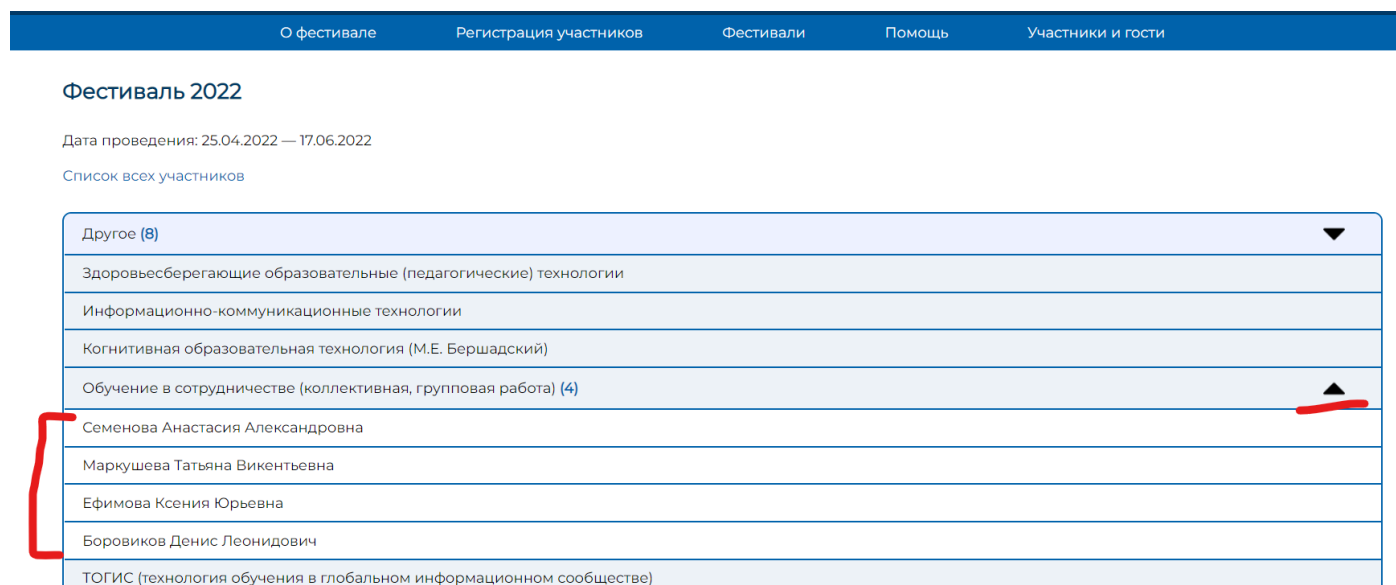 О фестивале Регистрация участников Фестивали Помощь Участники и гости
Фестиваль 2022
Дата проведения: 25.04.2022 — 17.06.2022
Список всех участников
Другое (8)
Здоровьесберегающие образовательные (педагогические) технологии
Информационно-коммуникационные технологии
Когнитивная образовательная технология (М.Е. Бершадский)
Обучение в сотрудничестве (коллективная, групповая работа) (4)
Семенова Анастасия Александровна
Маркушева Татьяна Викентьевна
Ефимова Ксения Юрьевна
Боровиков Денис Леонидович
ТОГИС (технология обучения в глобальном информационном сообществе)